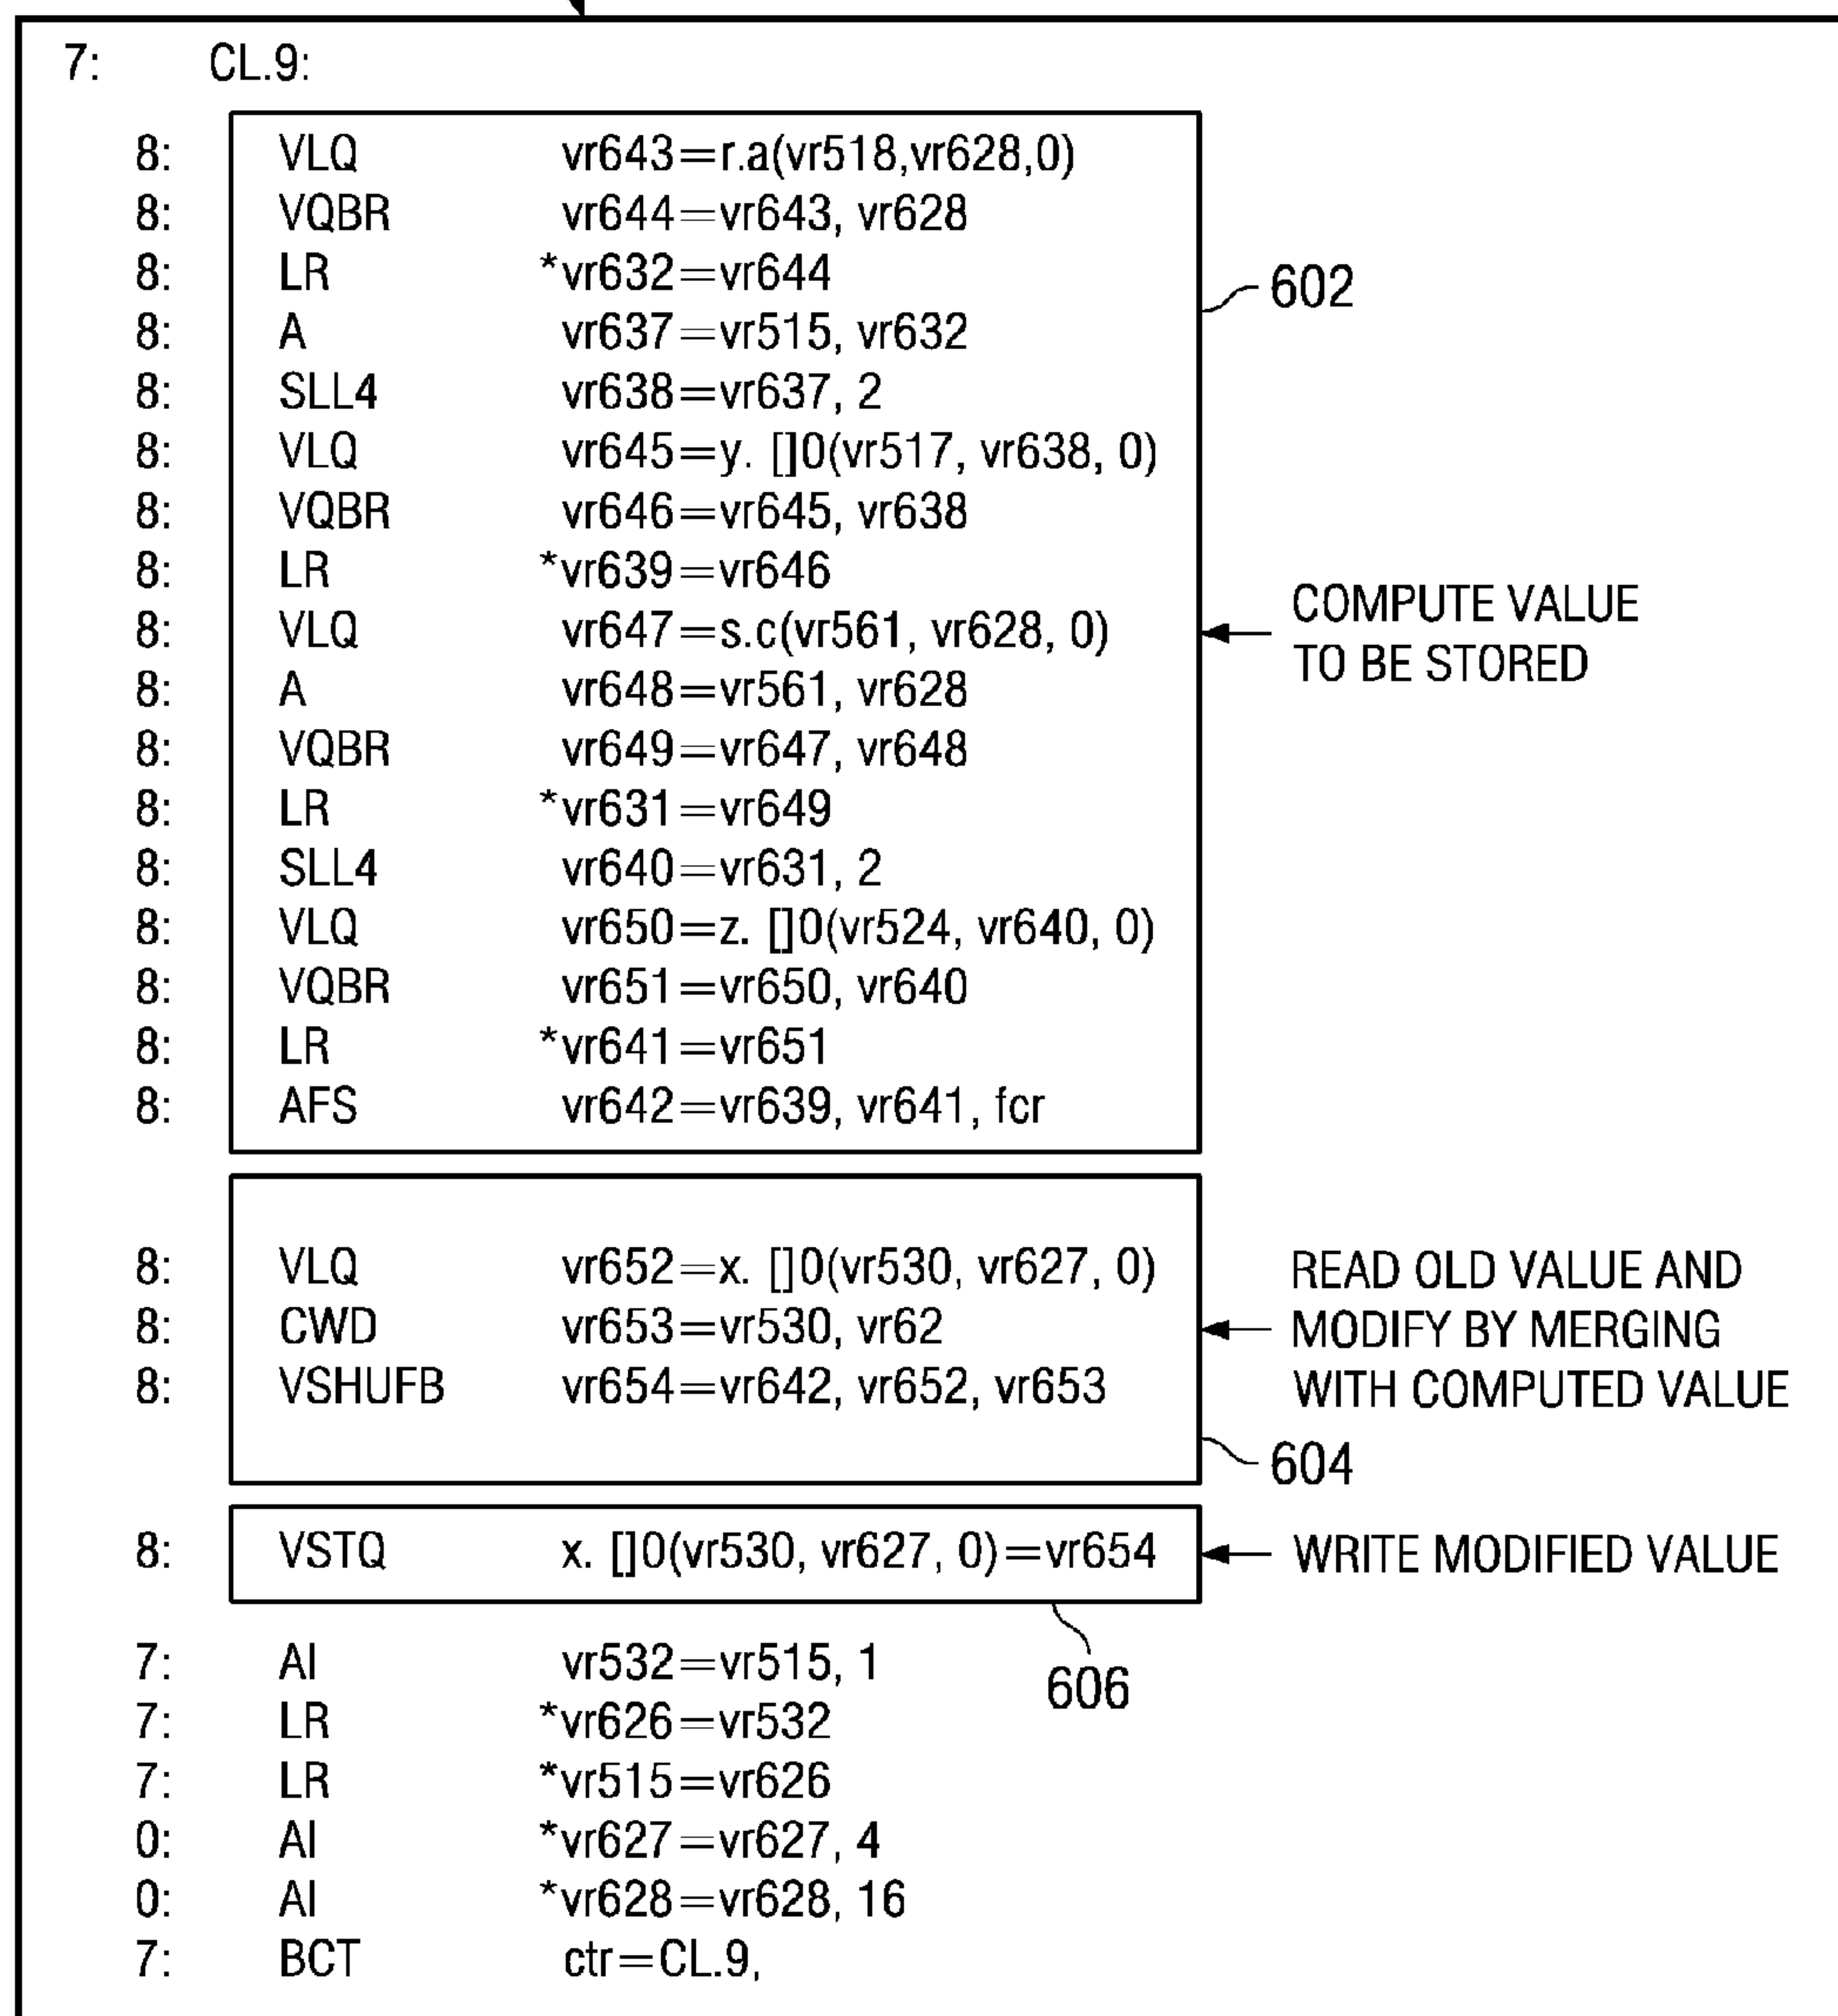 7: CL.9:
8: VLQ vr643=r.a(vr518,vr628,0)
8: VQBR vr644=vr643, vr628
8: LR *vr632=vr644
602
8: A vr637=vr515, vr632
8: SLL4 vr638=vr637, 2
8: VLQ vr645=y. []0(vr517, vr638, 0)
8: VQBR vr646=vr645, vr638
8: LR *vr639=vr646
8: VLQ vr647=s.c(vr561, vr628, 0)
8: A vr648=vr561, vr628
8: VQBR vr649=vr647, vr648
8: LR *vr631=vr649
8: SLL4 vr640=vr631, 2
8: VLQ vr650=z. []0(vr524, vr640, 0)
8: VQBR vr651=vr650, vr640
8: LR *vr641=vr651
8: AFS vr642=vr639, vr641, fcr
COMPUTE VALUE
TO BE STORED
8: VLQ vr652=x. []0(vr530, vr627, 0)
8: CWD vr653=vr530, vr62
8: VSHUFB vr654=vr642, vr652, vr653
READ OLD VALUE AND
MODIFY BY MERGING
WITH COMPUTED VALUE
604
8: VSTQ x. []0(vr530, vr627, 0)=vr654
WRITE MODIFIED VALUE
606
7: AI vr532=vr515, 1
7: LR *vr626=vr532
7: LR *vr515=vr626
0: AI *vr627=vr627, 4
0: AI *vr628=vr628, 16
7: BCT ctr=CL.9,